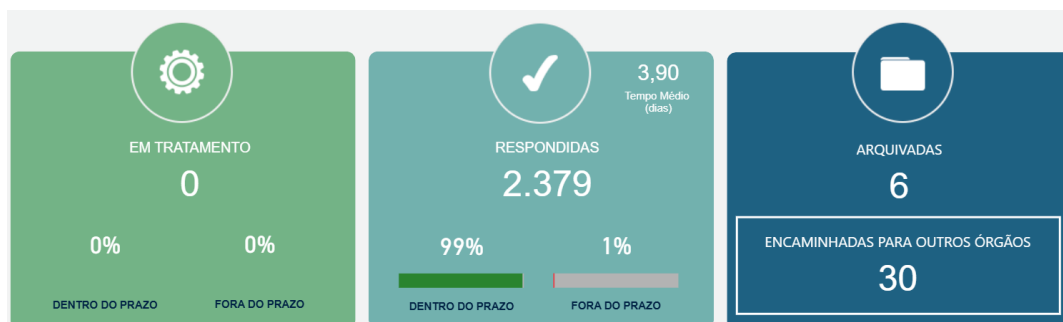 EM TRATAMENTO
0
0%
0%
DENTRO DO PRAZO
FORA DO PRAZO
3,90
Tempo Médio
(dias)
RESPONDIDAS
2.379
99%
1%
DENTRO DO PRAZO
FORA DO PRAZO
ARQUIVADAS
6
ENCAMINHADAS PARA OUTROS ÓRGÃOS
30